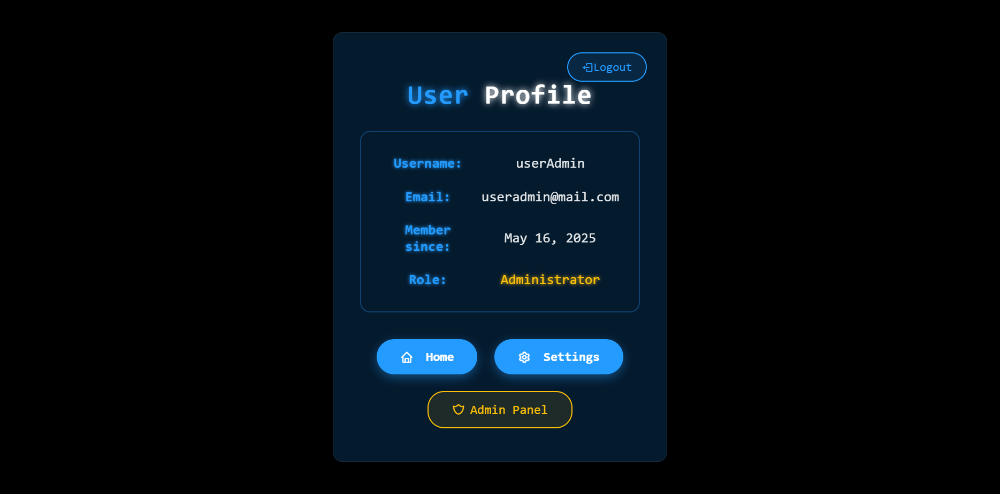 Logout
User Profile
Username: userAdmin
Email: useradmin@mail.com
Member
since: May 16, 2025
Role: Administrator
Home Settings
Admin Panel